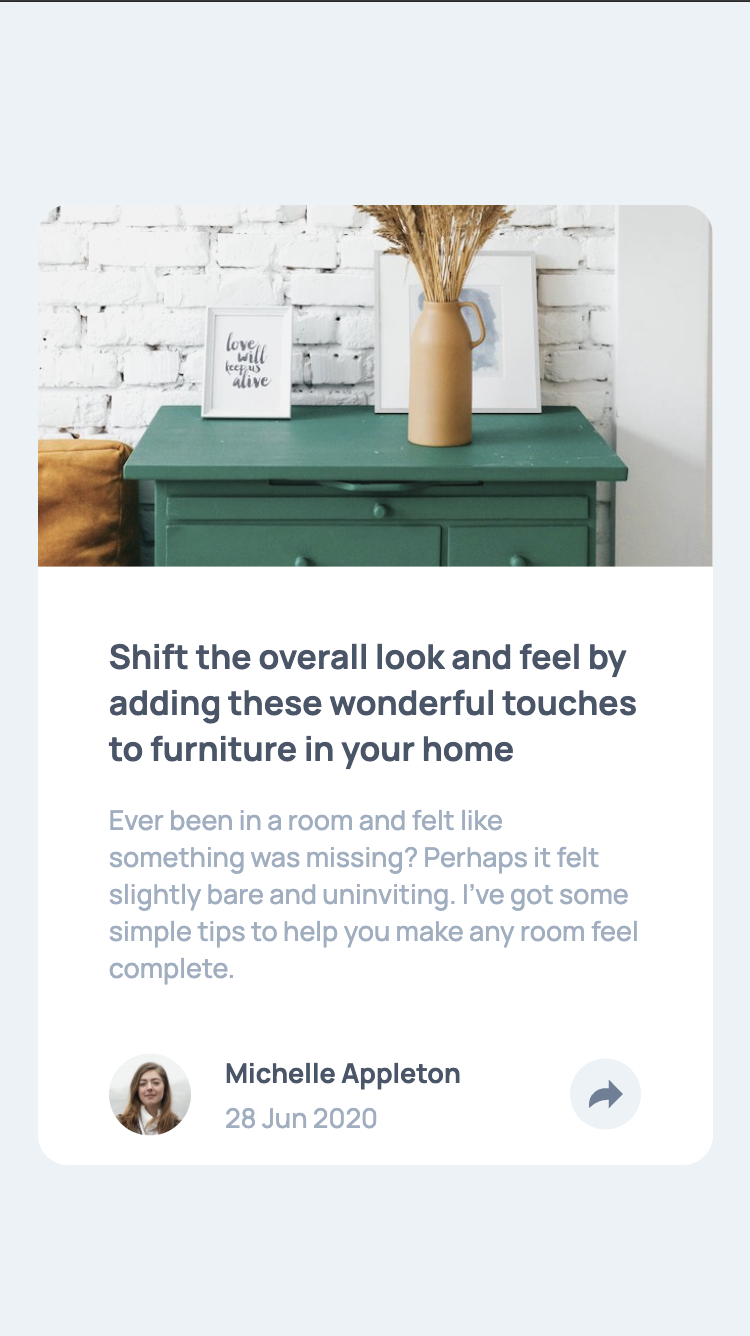 love
will
keep us
alive
Shift the overall look and feel by
adding these wonderful touches
to furniture in your home
Ever been in a room and felt like
something was missing? Perhaps it felt
slightly bare and uninviting. I’ve got some
simple tips to help you make any room feel
complete.
Michelle Appleton
28 Jun 2020